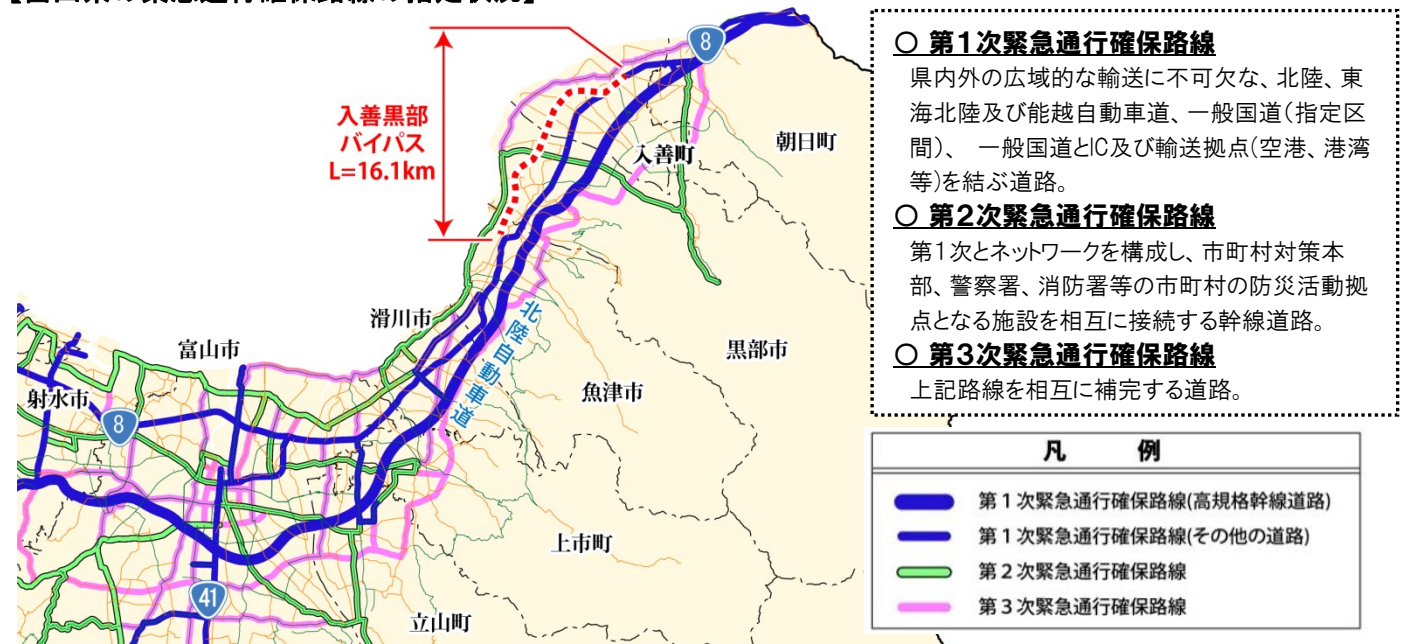 8
入善黒部
バイパス
L=16.1km
朝日町
入善町
北陸自動車道
滑川市
富山市
黒部市
魚津市
射水市
8
上市町
41
立山町
○ 第1次緊急通行確保路線
県内外の広域的な輸送に不可欠な、北陸、東
海北陸及び能越自動車道、一般国道(指定区
間)、 一般国道とIC及び輸送拠点(空港、港湾
等)を結ぶ道路。
○ 第2次緊急通行確保路線
第1次とネットワークを構成し、市町村対策本
部、警察署、消防署等の市町村の防災活動拠
点となる施設を相互に接続する幹線道路。
○ 第3次緊急通行確保路線
上記路線を相互に補完する道路。
凡 例
第1次緊急通行確保路線(高規格幹線道路)
第1次緊急通行確保路線(その他の道路)
第2次緊急通行確保路線
第3次緊急通行確保路線